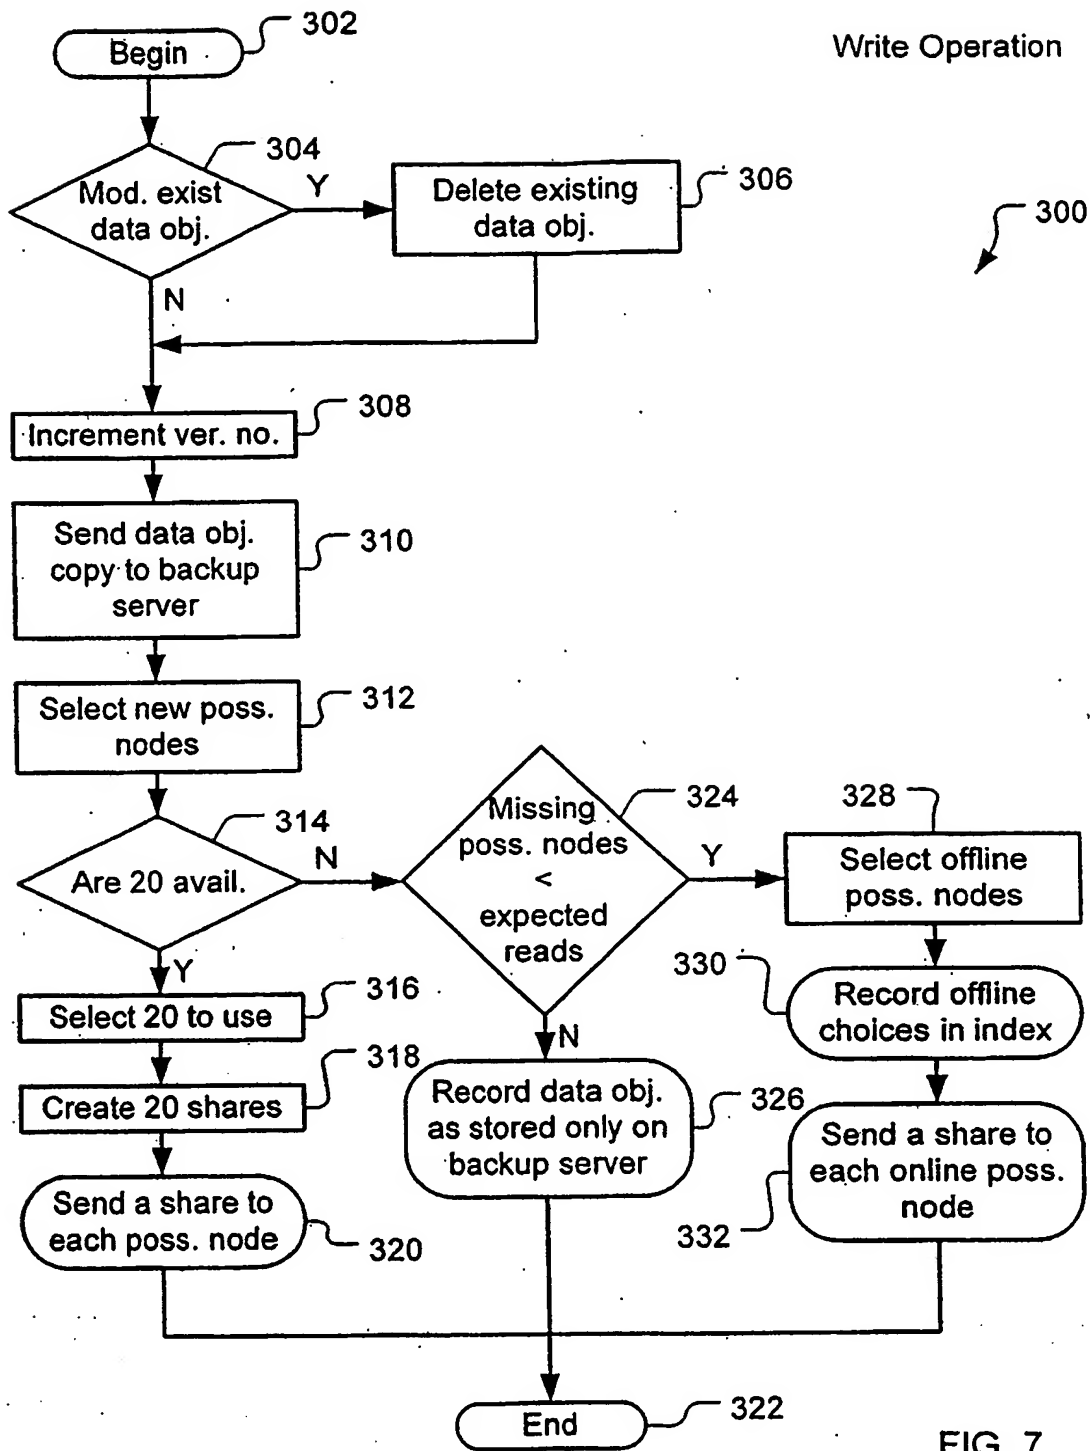 Write Operation
302
Begin
304
Mod. exist
data obj.
Y
Delete existing
data obj.
306
300
N
308
Increment ver. no.
Send data obj.
copy to backup
server
310
Select new poss.
nodes
312
314
Are 20 avail.
N
Missing
poss. nodes
<
expected
reads
324
Y
328
Select offline
poss. nodes
330
Record offline
choices in index
Y
Select 20 to use
316
318
Create 20 shares
N
Record data obj.
as stored only on
backup server
326
Send a share to
each online poss.
node
332
Send a share to
each poss. node
320
End
322
FIG. 7